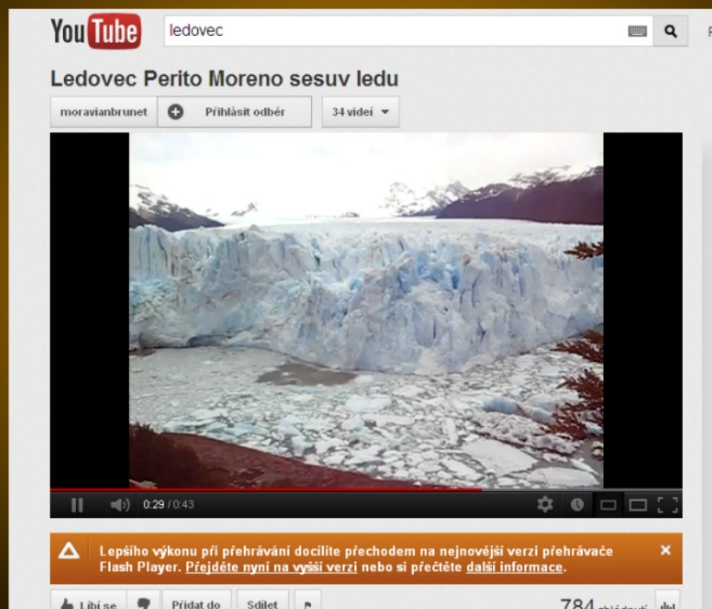 YouTube
ledovec
Ledovec Perito Moreno sesuv ledu
moravianbrunet Přihlásit odběr 34 videí
0:29 / 0:43
Lepšího výkonu při přehrávání docílíte přechodem na nejnovější verzi přehrávače
Flash Player. Přejděte nyní na vyšší verzi nebo si přečtěte další informace.
Líbí se Přidat do Sdílet
784 zhlédnutí